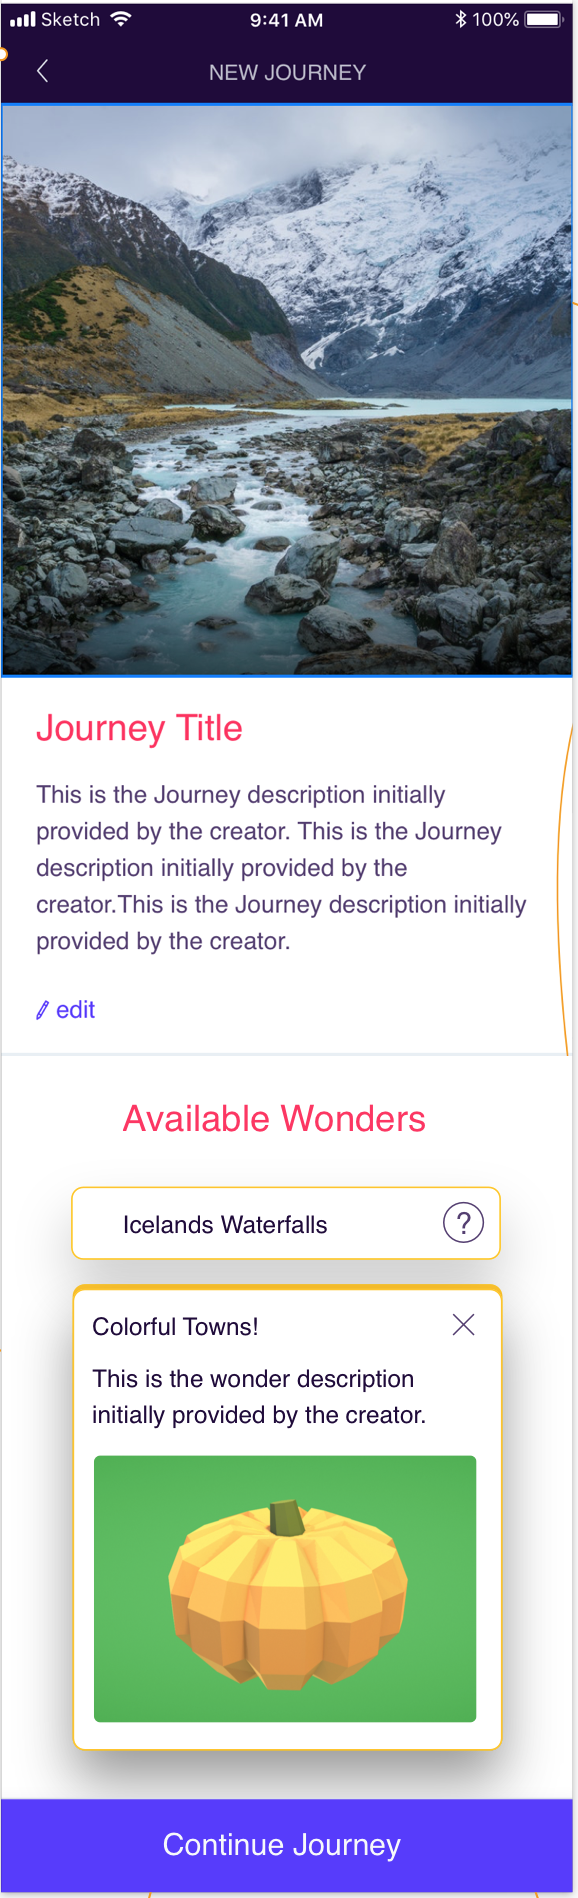 Sketch 9:41 AM 100%
NEW JOURNEY
Journey Title
This is the Journey description initially
provided by the creator. This is the Journey
description initially provided by the
creator.This is the Journey description initially
provided by the creator.
edit
Available Wonders
Icelands Waterfalls ?
Colorful Towns!
This is the wonder description
initially provided by the creator.
Continue Journey